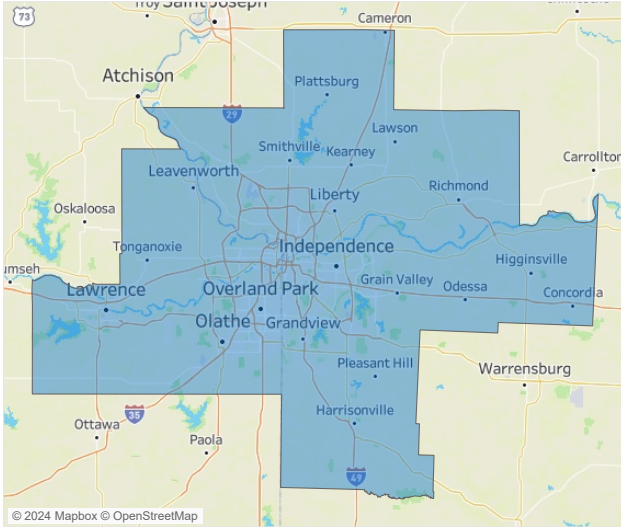 Troy
Saint Joseph
73
Cameron
Atchison
Plattsburg
29
Lawson
Smithville
Kearney
Carrollton
Leavenworth
Richmond
Liberty
Oskaloosa
Tonganoxie
Independence
Higginsville
Grain Valley
Lawrence
Overland Park
Odessa
Concordia
Olathe
Grandview
Pleasant Hill
Warrensburg
Harrisonville
35
Ottawa
Paola
49
© 2024 Mapbox © OpenStreetMap